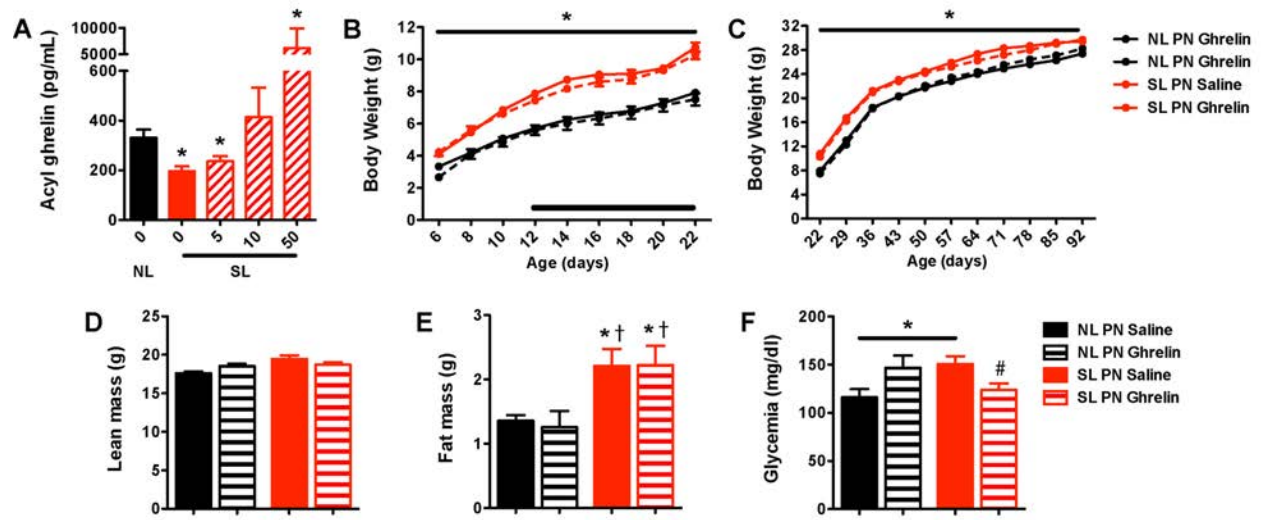 A
Acyl ghrelin (pg/mL)
10000
5000
600
400
200
0
*
*
*
0
0
5
10
50
NL
SL
B
Body Weight (g)
*
12
10
8
6
4
2
0
6
8
10
12
14
16
18
20
22
Age (days)
C
Body Weight (g)
*
32
28
24
20
16
12
8
4
0
22
29
36
43
50
57
64
71
78
85
92
Age (days)
NL PN Ghrelin
NL PN Ghrelin
SL PN Saline
SL PN Ghrelin
D
Lean mass (g)
25
20
15
10
5
0
E
Fat mass (g)
3
2
1
0
*†
*†
F
Glycemia (mg/dl)
200
150
100
50
0
*
#
NL PN Saline
NL PN Ghrelin
SL PN Saline
SL PN Ghrelin